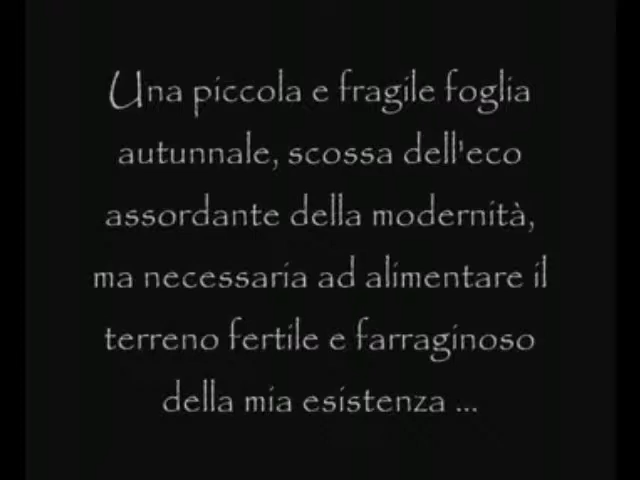 Una piccola e fragile foglia
autunnale, scossa dell'eco
assordante della modernità,
ma necessaria ad alimentare il
terreno fertile e farraginoso
della mia esistenza ...